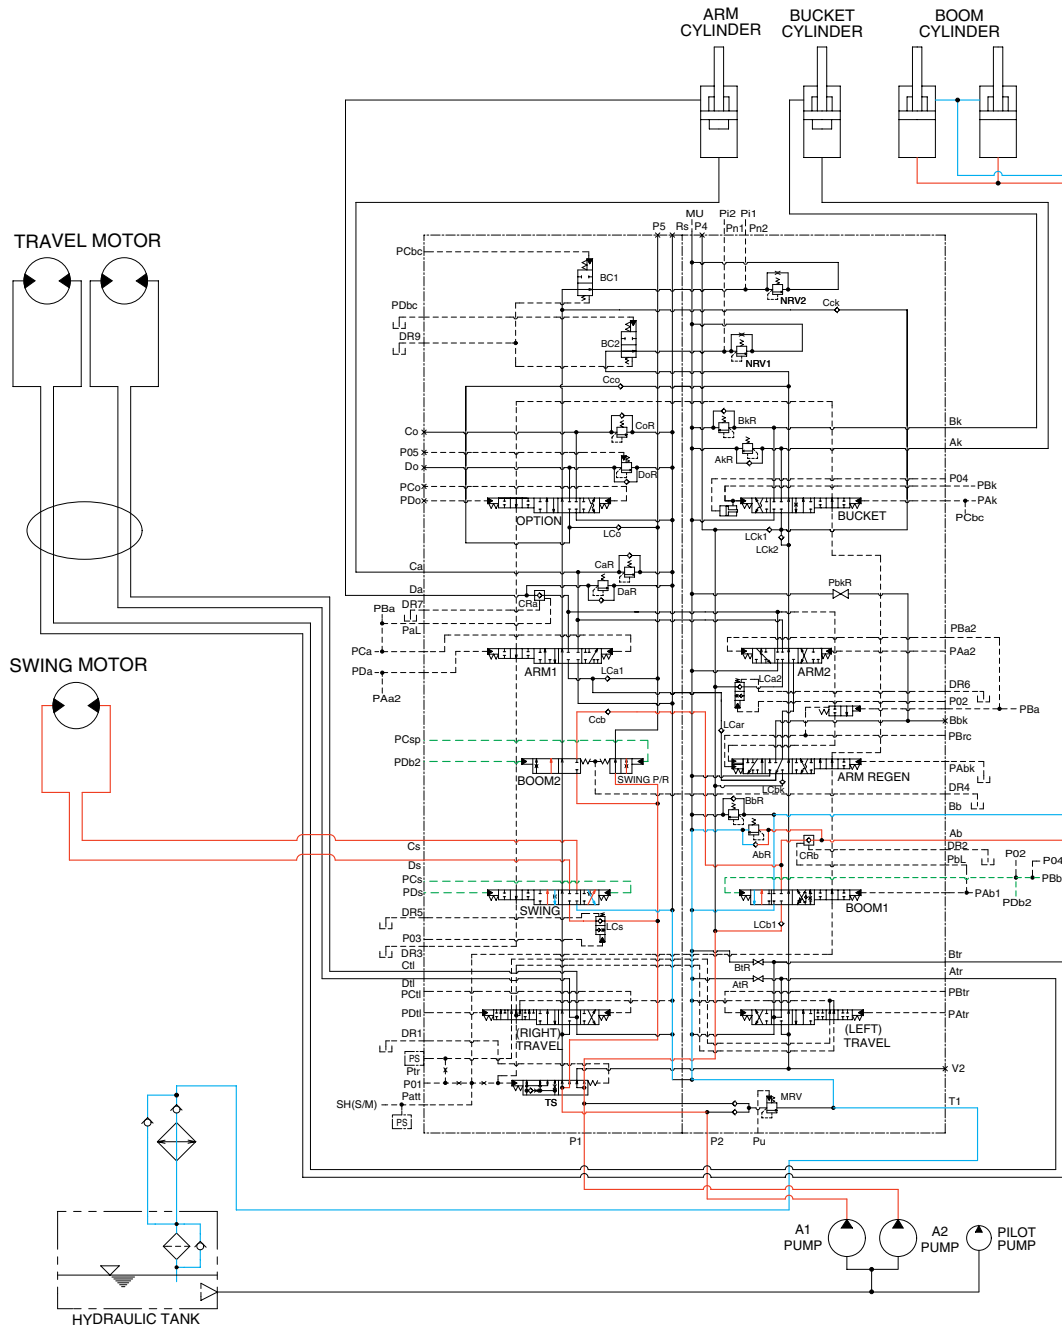 ARM
CYLINDER
BUCKET
CYLINDER
BOOM
CYLINDER
TRAVEL MOTOR
SWING MOTOR
P5 Rs MU P4 Pi2 Pi1
Pn1 Pn2
PCbc
BC1
NRV2
Cck
PDbc
DR9
BC2
NRV1
Cco
Co
CoR
BkR
Bk
Ak
P05
Do
DoR
AkR
PCo
PDo
P04
PBk
PAk
PCbc
OPTION
BUCKET
LCo
LCk1
LCk2
Ca
CaR
Da
DaR
CRa
PbkR
PBa
DR7
PaL
PCa
PDa
PAa2
ARM1
ARM2
PBa2
PAa2
LCa1
LCa2
DR6
P02
PBa
Ccb
LCar
Bbk
PBrc
PCsp
PDb2
BOOM2
SWING P/R
LCbk
ARM REGEN
PAbk
DR4
BbR
Bb
AbR
CRb
Ab
DR2
PbL
P02
P04
PBb
PAb1
PDb2
Cs
Ds
PCs
PDs
SWING
BOOM1
DR5
LCs
LCb1
P03
DR3
Ctl
Dtl
PCtl
PDtl
BtR
AtR
Btr
Atr
PBtr
PAtr
(RIGHT)
TRAVEL
(LEFT)
TRAVEL
DR1
PS
Ptr
P01
Patt
TS
V2
SH(S/M)
PS
MRV
T1
P1
P2
Pu
A1
PUMP
A2
PUMP
PILOT
PUMP
HYDRAULIC TANK